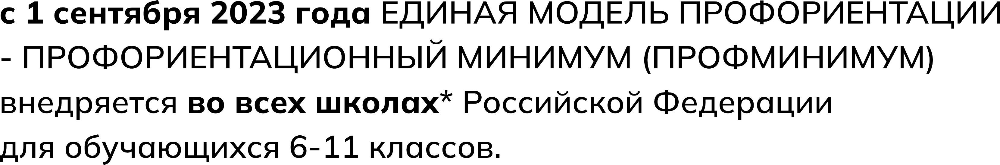 с 1 сентября 2023 года ЕДИНАЯ МОДЕЛЬ ПРОФОРИЕНТАЦИИ
- ПРОФОРИЕНТАЦИОННЫЙ МИНИМУМ (ПРОФМИНИМУМ)
внедряется во всех школах* Российской Федерации
для обучающихся 6-11 классов.